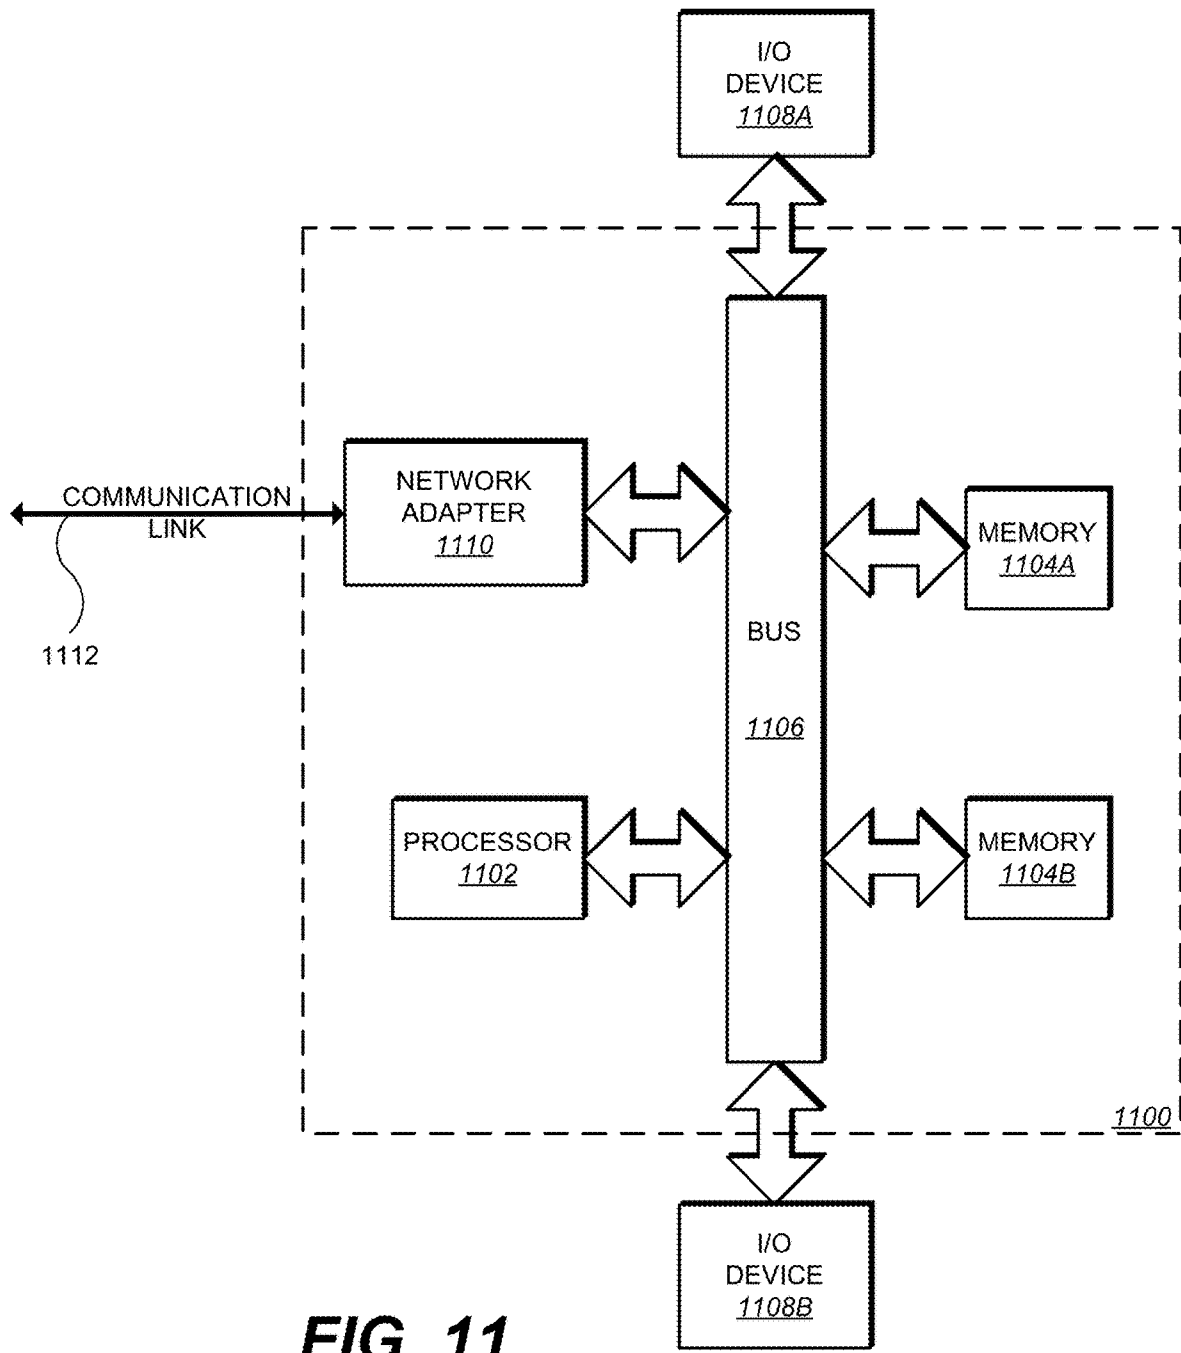 I/O
DEVICE
1108A
COMMUNICATION
LINK
1112
NETWORK
ADAPTER
1110
MEMORY
1104A
BUS
1106
PROCESSOR
1102
MEMORY
1104B
1100
I/O
DEVICE
1108B
FIG. 11